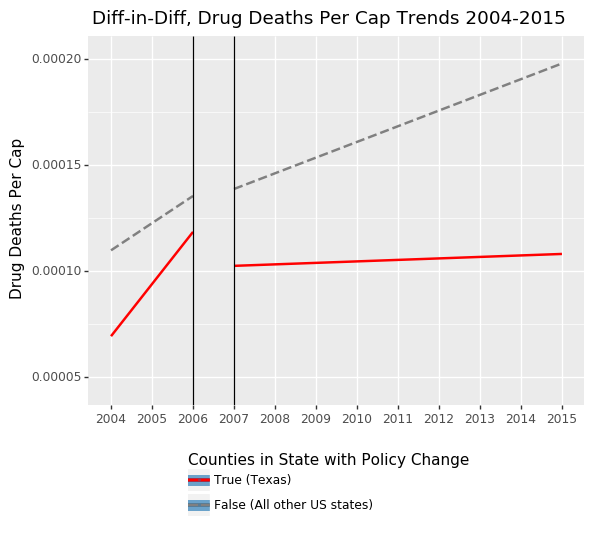 Diff-in-Diff, Drug Deaths Per Cap Trends 2004-2015
Drug Deaths Per Cap
0.00020
0.00015
0.00010
0.00005
2004 2005 2006 2007 2008 2009 2010 2011 2012 2013 2014 2015
Counties in State with Policy Change
True (Texas)
False (All other US states)